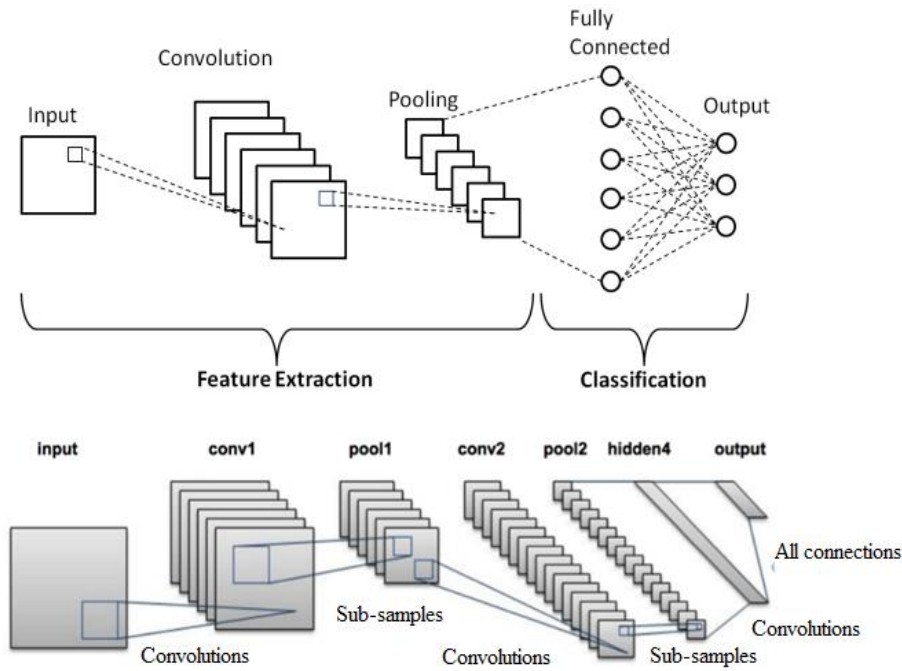 Fully
Connected
Convolution
Pooling
Input
Output
Feature Extraction
Classification
input
conv1
pool1
conv2
pool2
hidden4
output
All connections
Sub-samples
Convolutions
Convolutions
Sub-samples
Convolutions